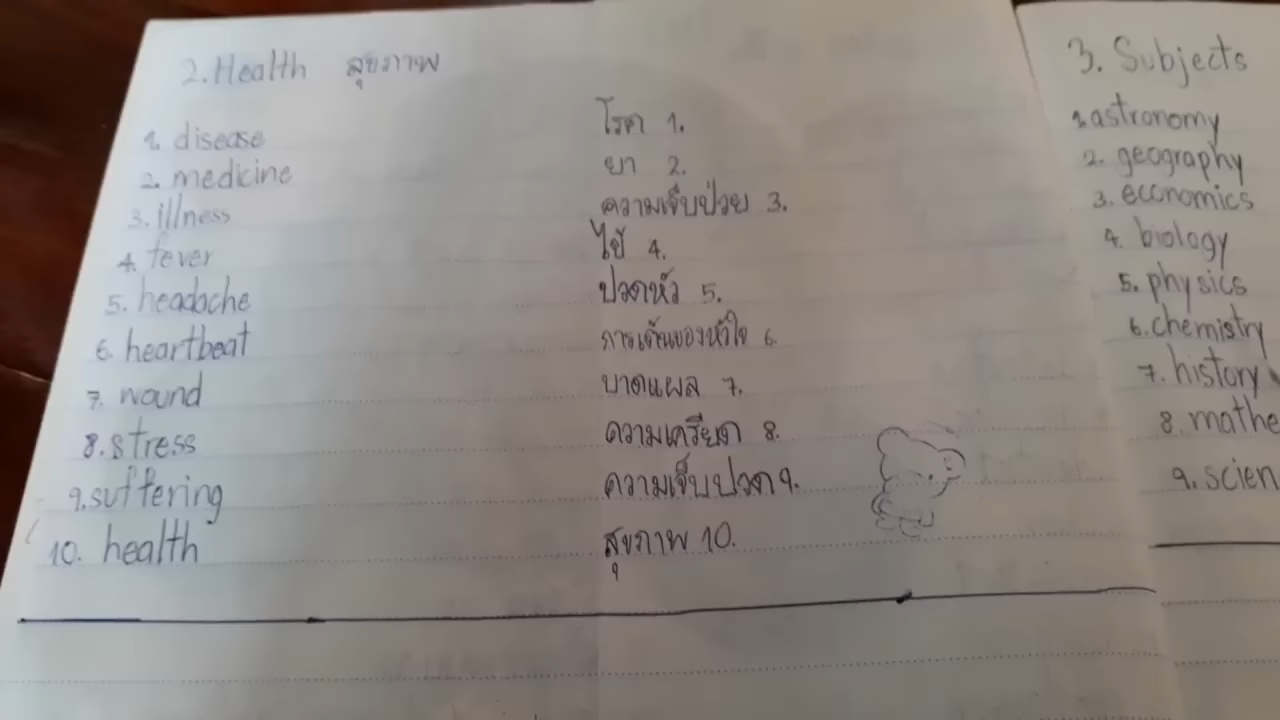 2. Health สุขภาพ
1. disease
2. medicine
3. illness
4. fever
5. headache
6. heartbeat
7. wound
8. stress
9. suffering
10. health
โรค 1.
ยา 2.
ความเจ็บป่วย 3.
ไข้ 4.
ปวดหัว 5.
การเต้นของหัวใจ 6.
บาดแผล 7.
ความเครียด 8.
ความเจ็บปวด 9.
สุขภาพ 10.
3. Subjects
1. astronomy
2. geography
3. economics
4. biology
5. physics
6. chemistry
7. history
8. mathe
9. scien